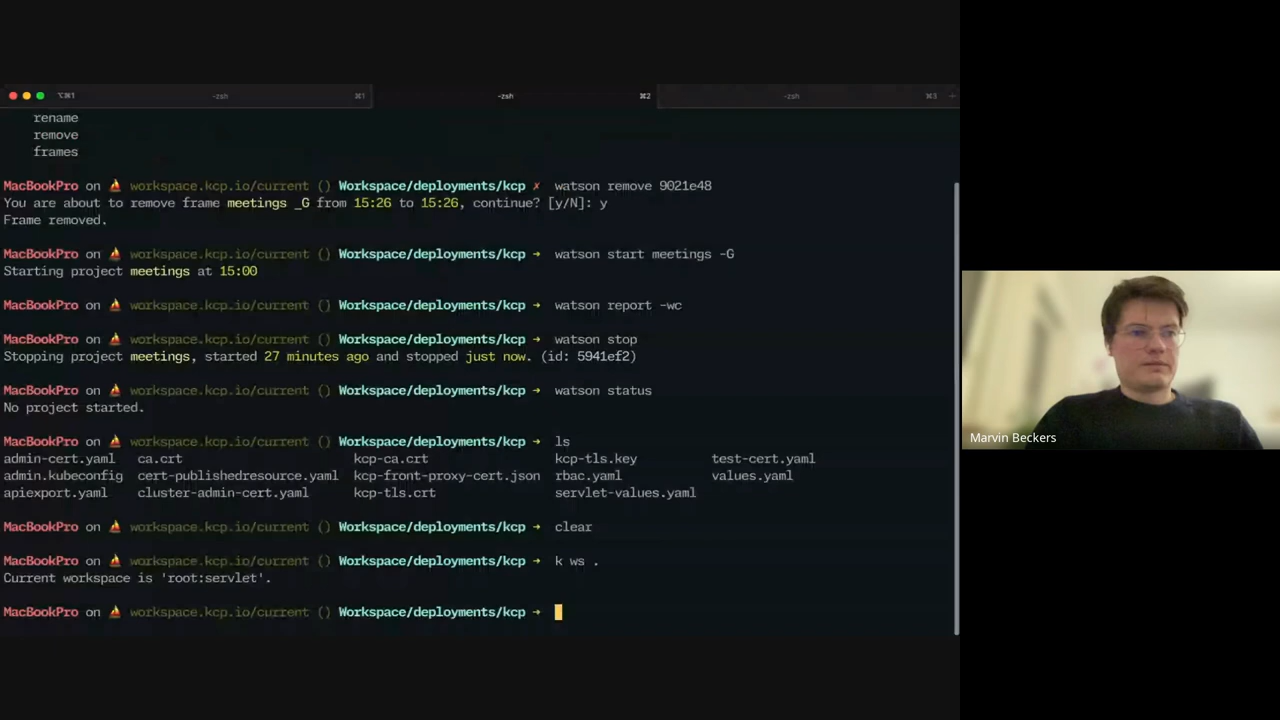 ⌥⌘1 -zsh ⌘1 -zsh ⌘2 -zsh ⌘3 +
rename
remove
frames
MacBookPro on workspace.kcp.io/current () Workspace/deployments/kcp ✗ watson remove 9021e48
You are about to remove frame meetings _G from 15:26 to 15:26, continue? [y/N]: y
Frame removed.
MacBookPro on workspace.kcp.io/current () Workspace/deployments/kcp ➜ watson start meetings -G
Starting project meetings at 15:00
MacBookPro on workspace.kcp.io/current () Workspace/deployments/kcp ➜ watson report -wc
MacBookPro on workspace.kcp.io/current () Workspace/deployments/kcp ➜ watson stop
Stopping project meetings, started 27 minutes ago and stopped just now. (id: 5941ef2)
MacBookPro on workspace.kcp.io/current () Workspace/deployments/kcp ➜ watson status
No project started.
MacBookPro on workspace.kcp.io/current () Workspace/deployments/kcp ➜ ls
admin-cert.yaml ca.crt kcp-ca.crt kcp-tls.key test-cert.yaml
admin.kubeconfig cert-publishedresource.yaml kcp-front-proxy-cert.json rbac.yaml values.yaml
apiexport.yaml cluster-admin-cert.yaml kcp-tls.crt servlet-values.yaml
MacBookPro on workspace.kcp.io/current () Workspace/deployments/kcp ➜ clear
MacBookPro on workspace.kcp.io/current () Workspace/deployments/kcp ➜ k ws .
Current workspace is 'root:servlet'.
MacBookPro on workspace.kcp.io/current () Workspace/deployments/kcp ➜
Marvin Beckers